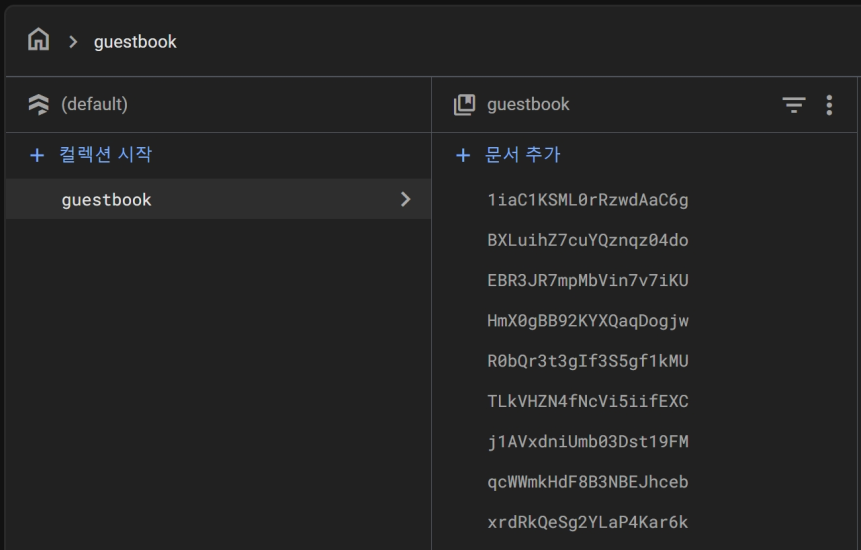 guestbook
(default)
guestbook
+ 컬렉션 시작
+ 문서 추가
guestbook
1iaC1KSML0rRzwdAaC6g
BXLuihZ7cuYQznqz04do
EBR3JR7mpMbVin7v7iKU
HmX0gBB92KYXQaqDogjw
R0bQr3t3gIf3S5gf1kMU
TLkVHZN4fNcVi5iifEXC
j1AVxdniUmb03Dst19FM
qcWWmkHdF8B3NBEJhceb
xrdRkQeSg2YLaP4Kar6k